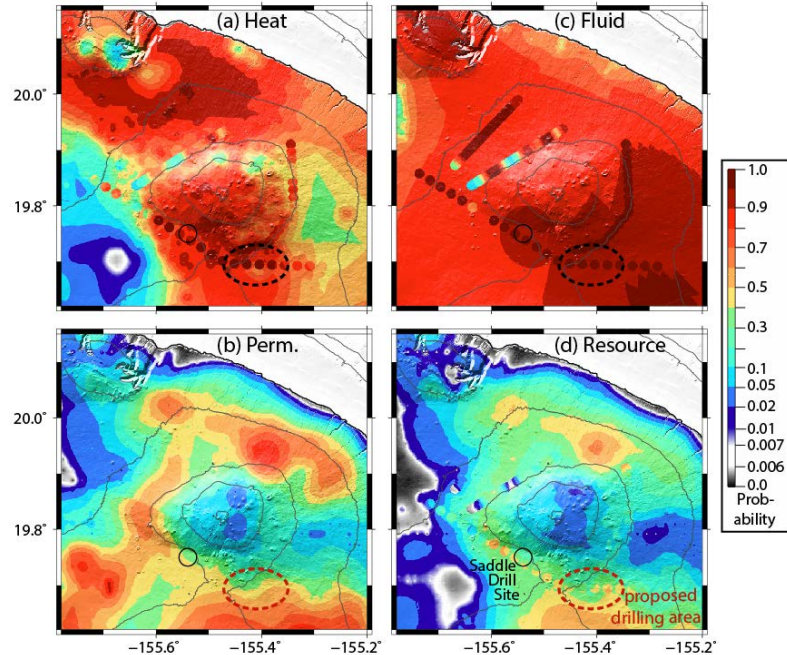 (a) Heat
(c) Fluid
20.0°
19.8°
(b) Perm.
(d) Resource
20.0°
19.8°
Saddle
Drill
Site
proposed
drilling area
−155.6°
−155.4°
−155.2°
−155.6°
−155.4°
−155.2°
1.0
0.9
0.7
0.5
0.3
0.1
0.05
0.02
0.01
0.007
0.006
0.0
Prob-
ability